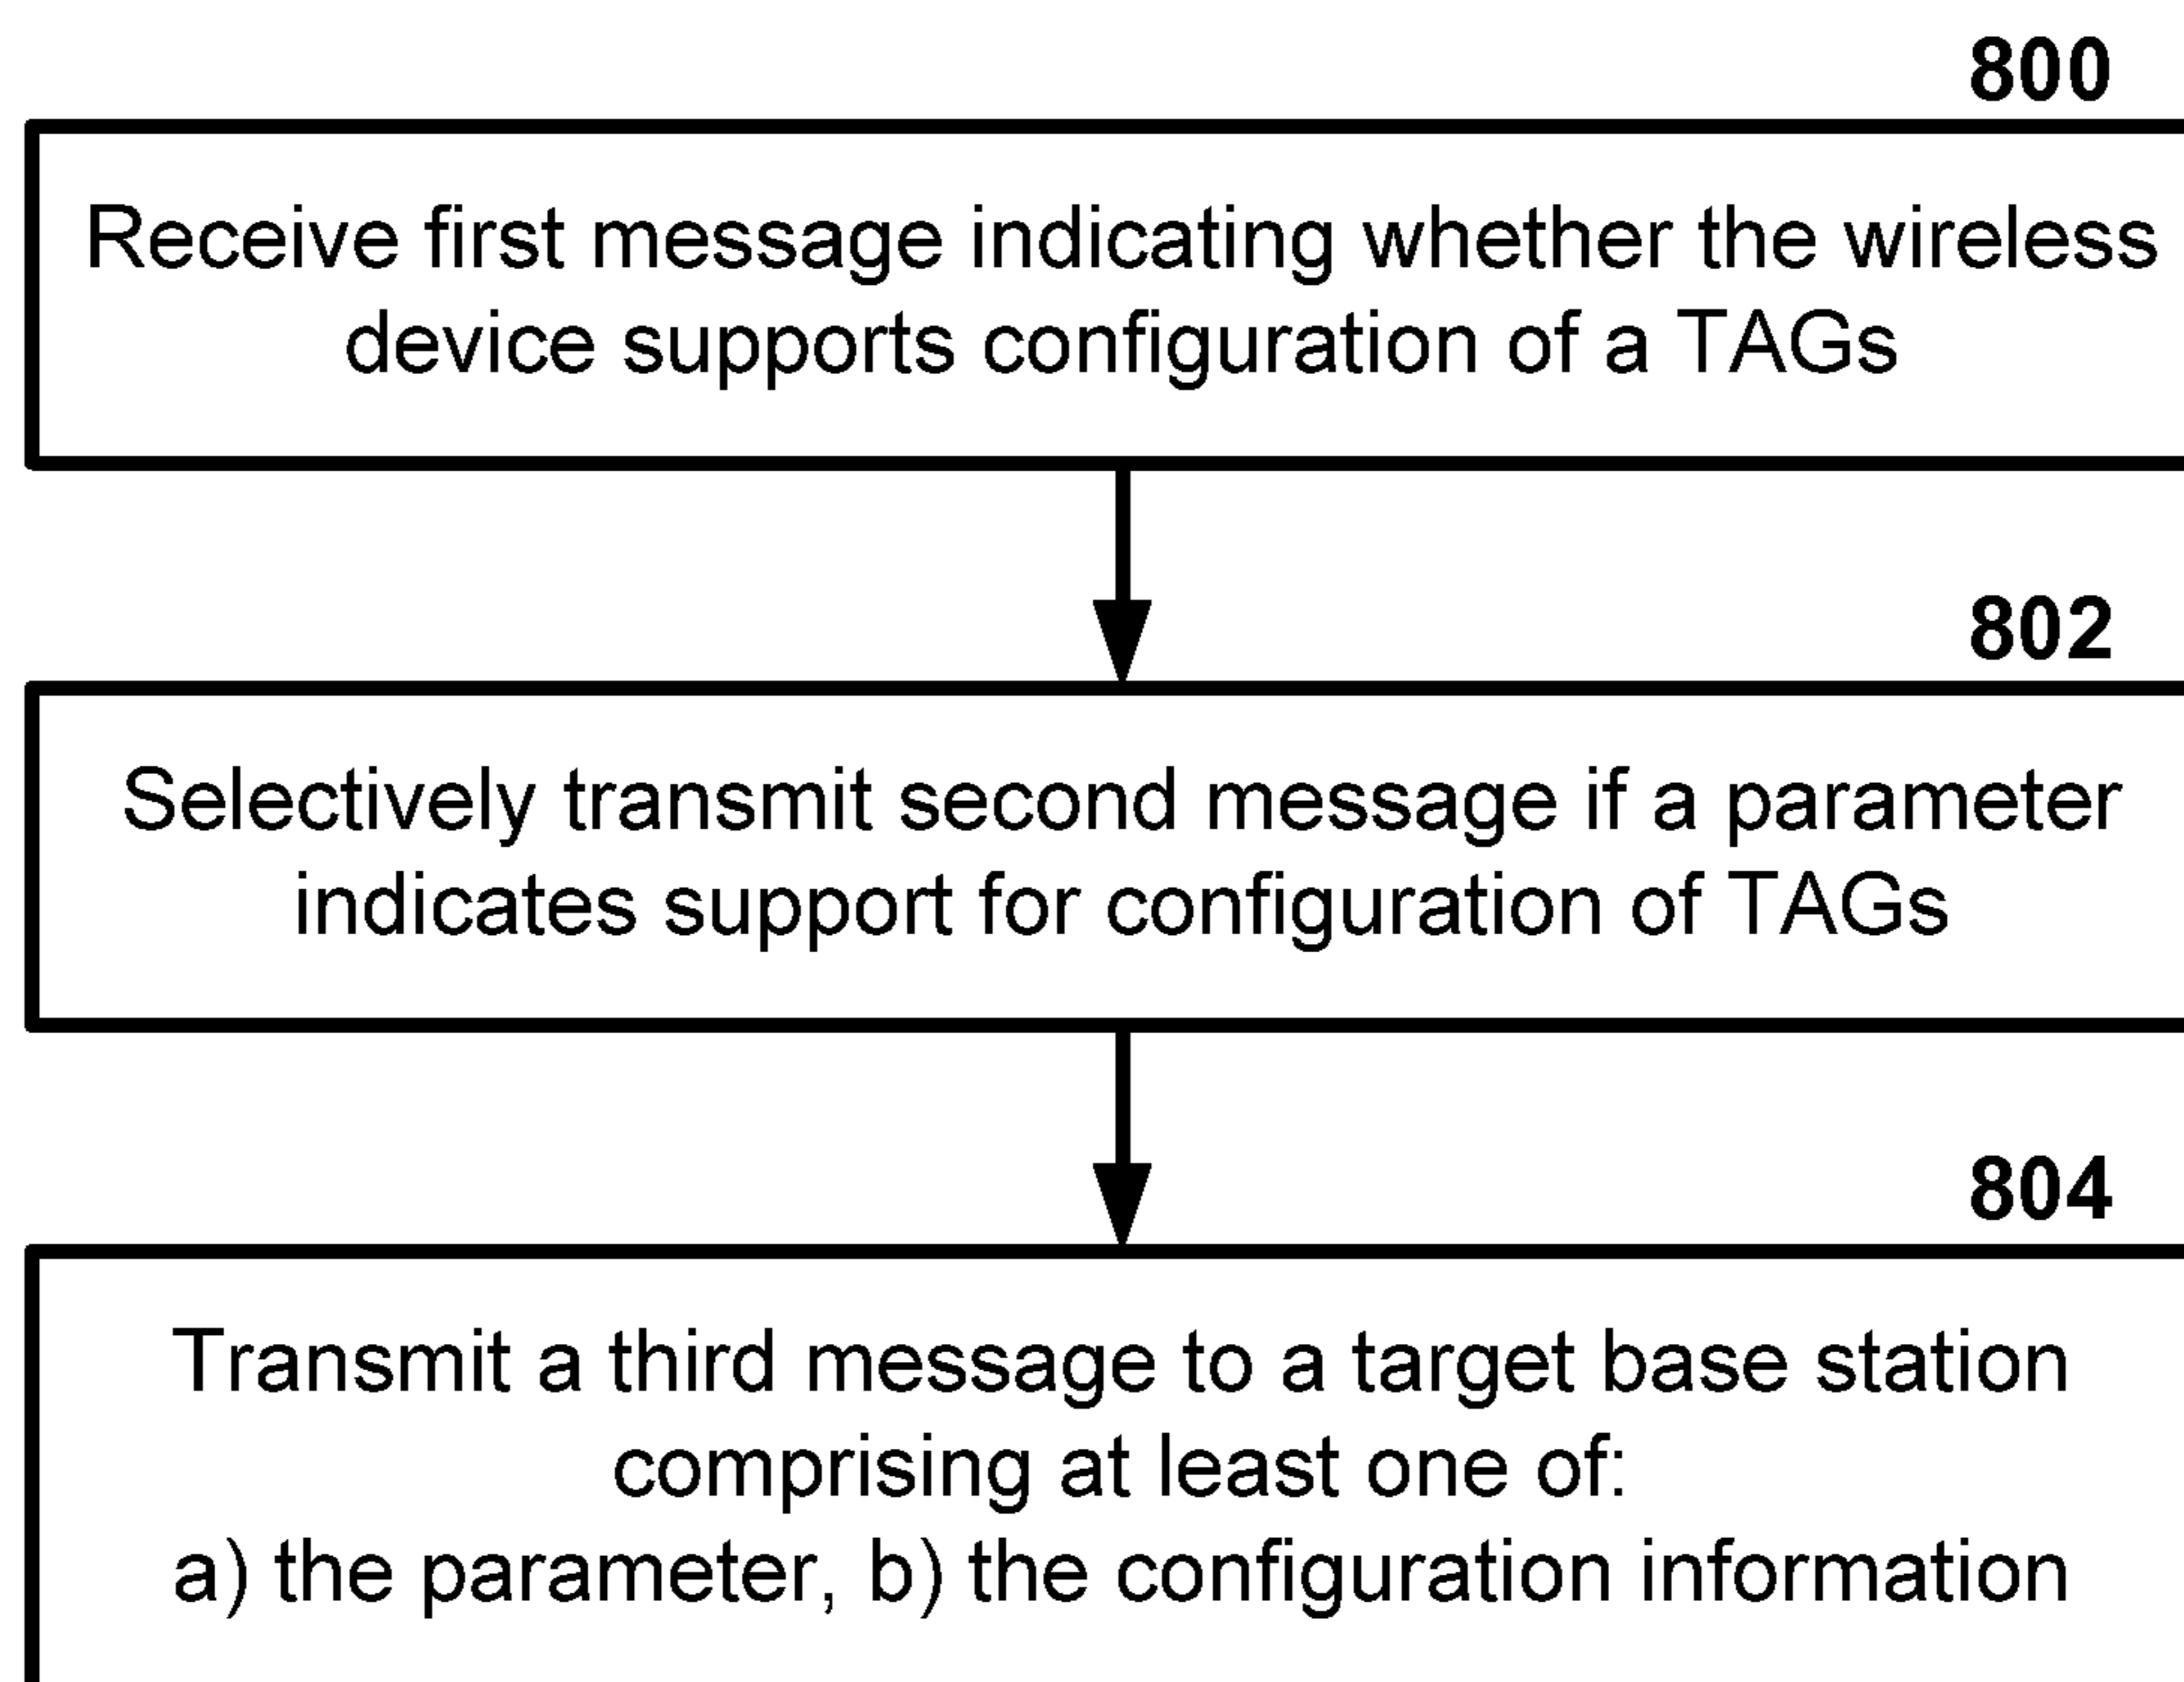 800
Receive first message indicating whether the wireless
device supports configuration of a TAGs
802
Selectively transmit second message if a parameter
indicates support for configuration of TAGs
804
Transmit a third message to a target base station
comprising at least one of:
a) the parameter, b) the configuration information